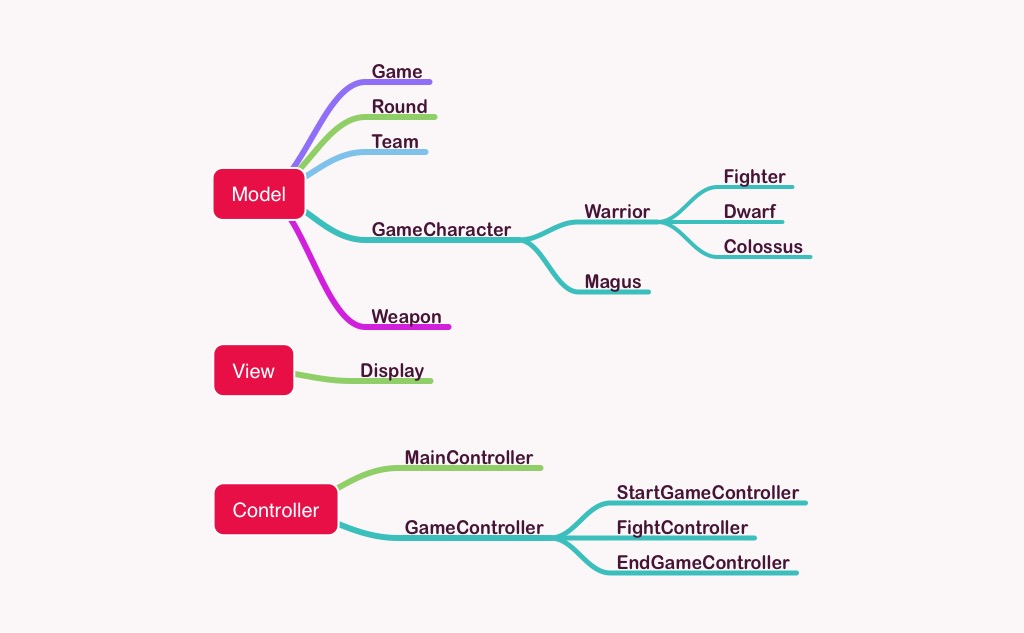 Game
Round
Team
Model
GameCharacter
Warrior
Fighter
Dwarf
Colossus
Magus
Weapon
View
Display
Controller
MainController
GameController
StartGameController
FightController
EndGameController